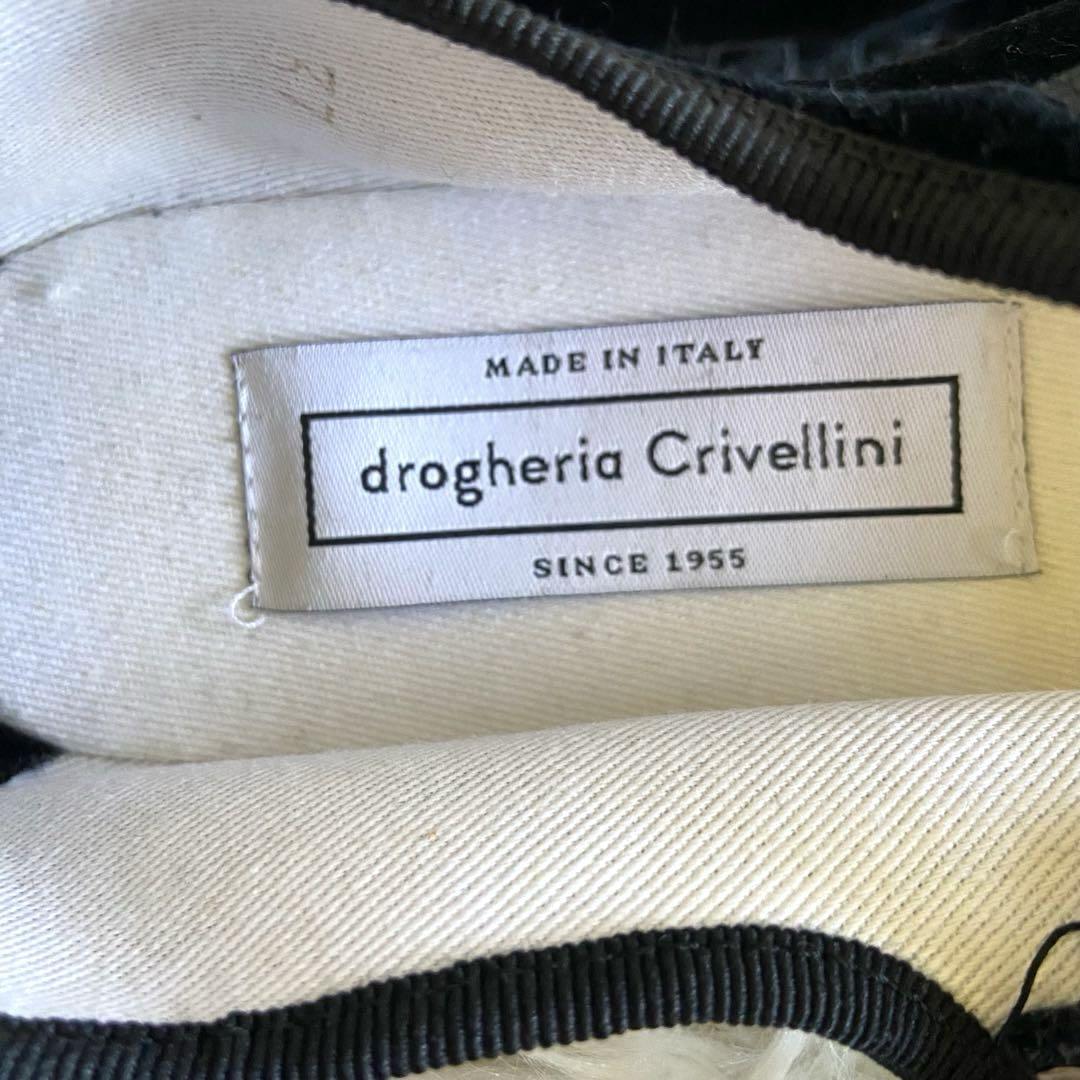 MADE IN ITALY
drogheria Crivellini
SINCE 1955